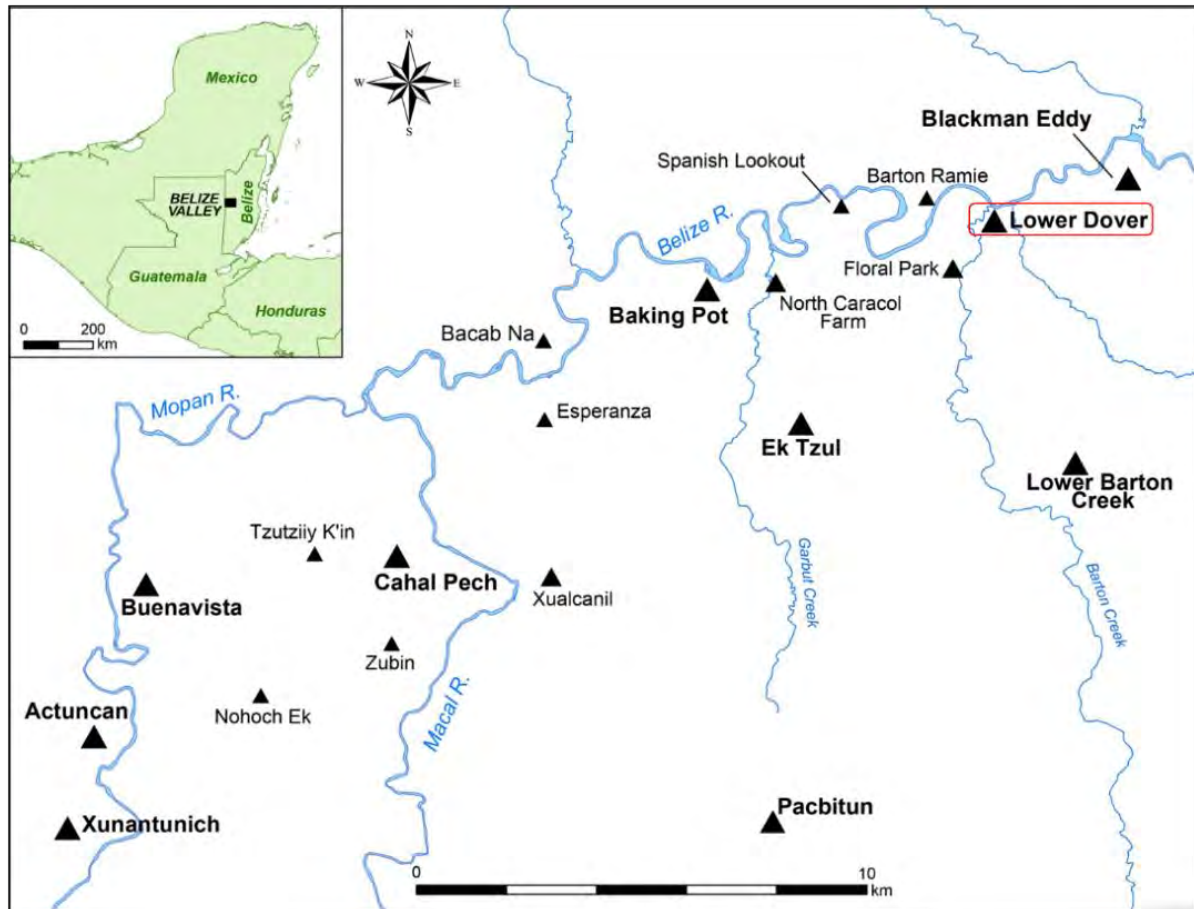 Mexico
BELIZE
VALLEY
Belize
Guatemala
Honduras
0 200
km
N
W E
S
Blackman Eddy
Spanish Lookout
Barton Ramie
Belize R.
Lower Dover
Floral Park
Baking Pot
North Caracol
Farm
Bacab Na
Mopan R.
Esperanza
Ek Tzul
Lower Barton
Creek
Tzutziiy K'in
Cahal Pech
Garbut Creek
Xualcanil
Buenavista
Barton Creek
Zubin
Nohoch Ek
Macal R.
Actuncan
Pacbitun
Xunantunich
0 10
km